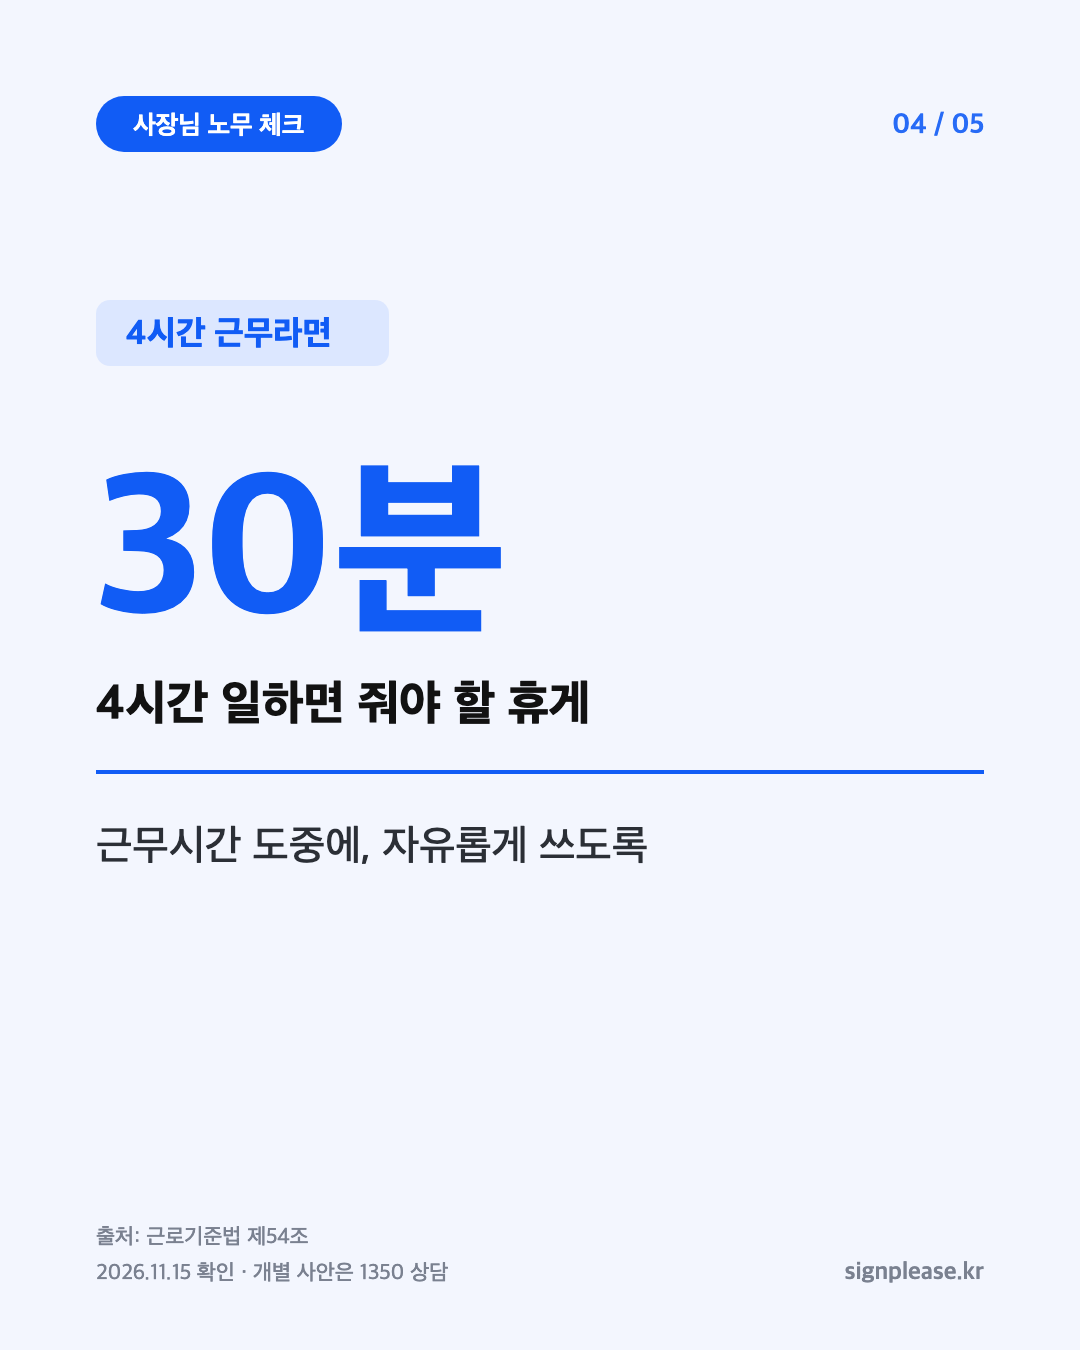 사장님 노무 체크
04 / 05
4시간 근무라면
30분
4시간 일하면 줘야 할 휴게
근무시간 도중에, 자유롭게 쓰도록
출처: 근로기준법 제54조
2026.11.15 확인 · 개별 사안은 1350 상담
signplease.kr